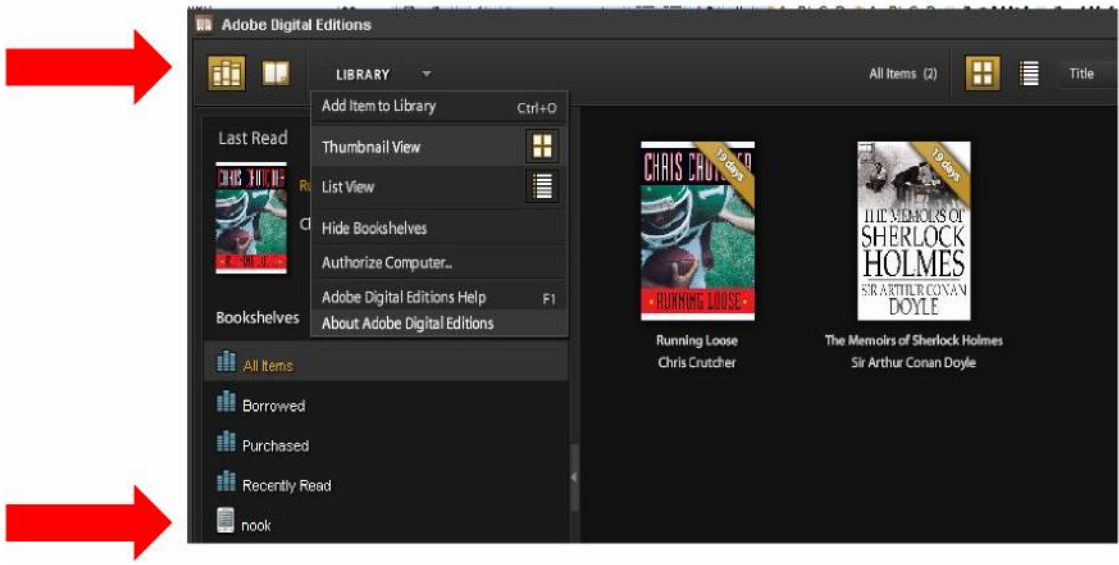 Adobe Digital Editions
LIBRARY
All Items (2)
Title
Add Item to Library Ctrl+O
Thumbnail View
List View
Hide Bookshelves
Authorize Computer...
Adobe Digital Editions Help F1
About Adobe Digital Editions
Last Read
Bookshelves
All Items
Borrowed
Purchased
Recently Read
nook
CHRIS CRUTCHER
19 days
RUNNING LOOSE
Running Loose
Chris Crutcher
19 days
THE MEMOIRS OF
SHERLOCK
HOLMES
SIR ARTHUR CONAN
DOYLE
The Memoirs of Sherlock Holmes
Sir Arthur Conan Doyle